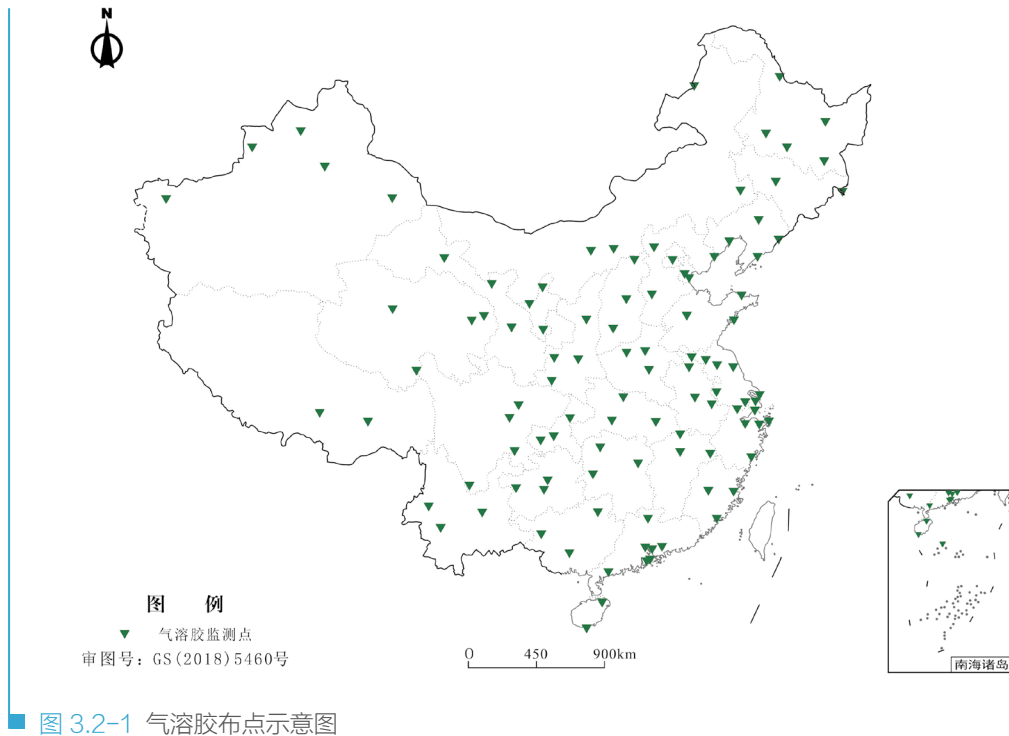 N
图 例
气溶胶监测点
审图号：GS(2018)5460号
0 450 900km
南海诸岛
图 3.2-1 气溶胶布点示意图